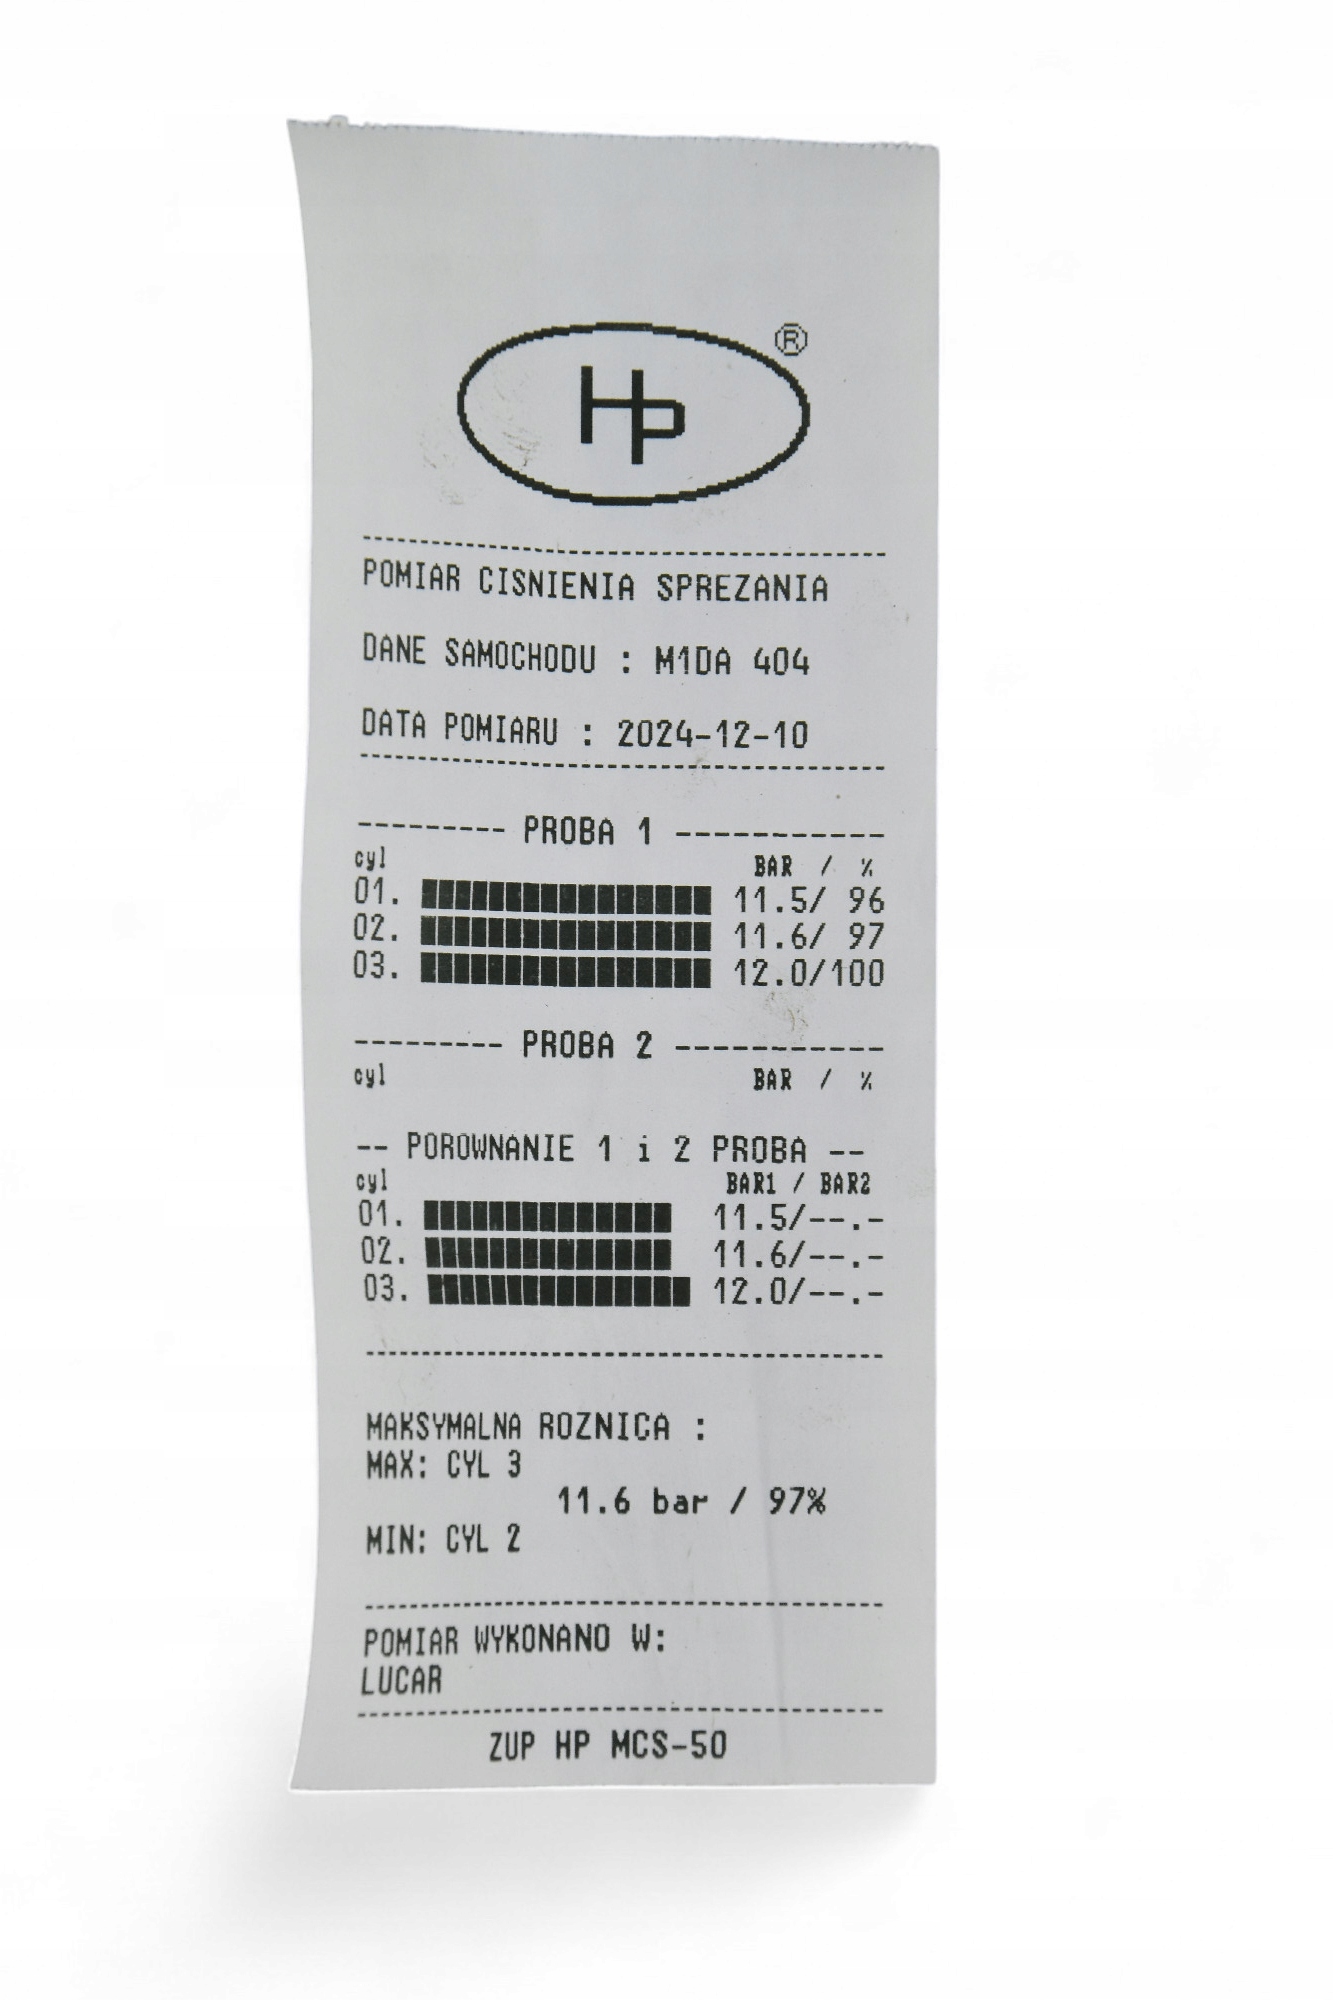 HP ®
POMIAR CISNIENIA SPREZANIA
DANE SAMOCHODU : M1DA 404
DATA POMIARU : 2024-12-10
--------- PROBA 1 -----------
cyl BAR / %
01. 11.5/ 96
02. 11.6/ 97
03. 12.0/100
--------- PROBA 2 -----------
cyl BAR / %
-- POROWNANIE 1 i 2 PROBA --
cyl BAR1 / BAR2
01. 11.5/--.-
02. 11.6/--.-
03. 12.0/--.-
MAKSYMALNA ROZNICA :
MAX: CYL 3
11.6 bar / 97%
MIN: CYL 2
POMIAR WYKONANO W:
LUCAR
ZUP HP MCS-50